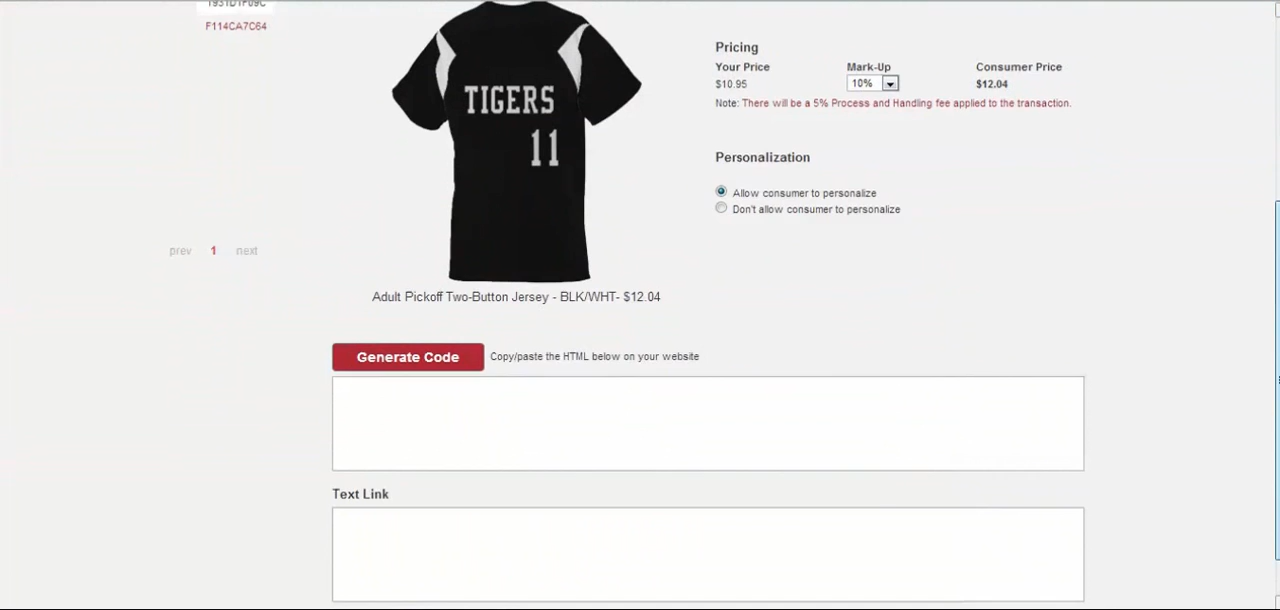 F114CA7C64
TIGERS
11
Pricing
Your Price Mark-Up Consumer Price
$10.95 10% $12.04
Note: There will be a 5% Process and Handling fee applied to the transaction.
Personalization
Allow consumer to personalize
Don't allow consumer to personalize
prev 1 next
Adult Pickoff Two-Button Jersey - BLK/WHT- $12.04
Generate Code Copy/paste the HTML below on your website
Text Link